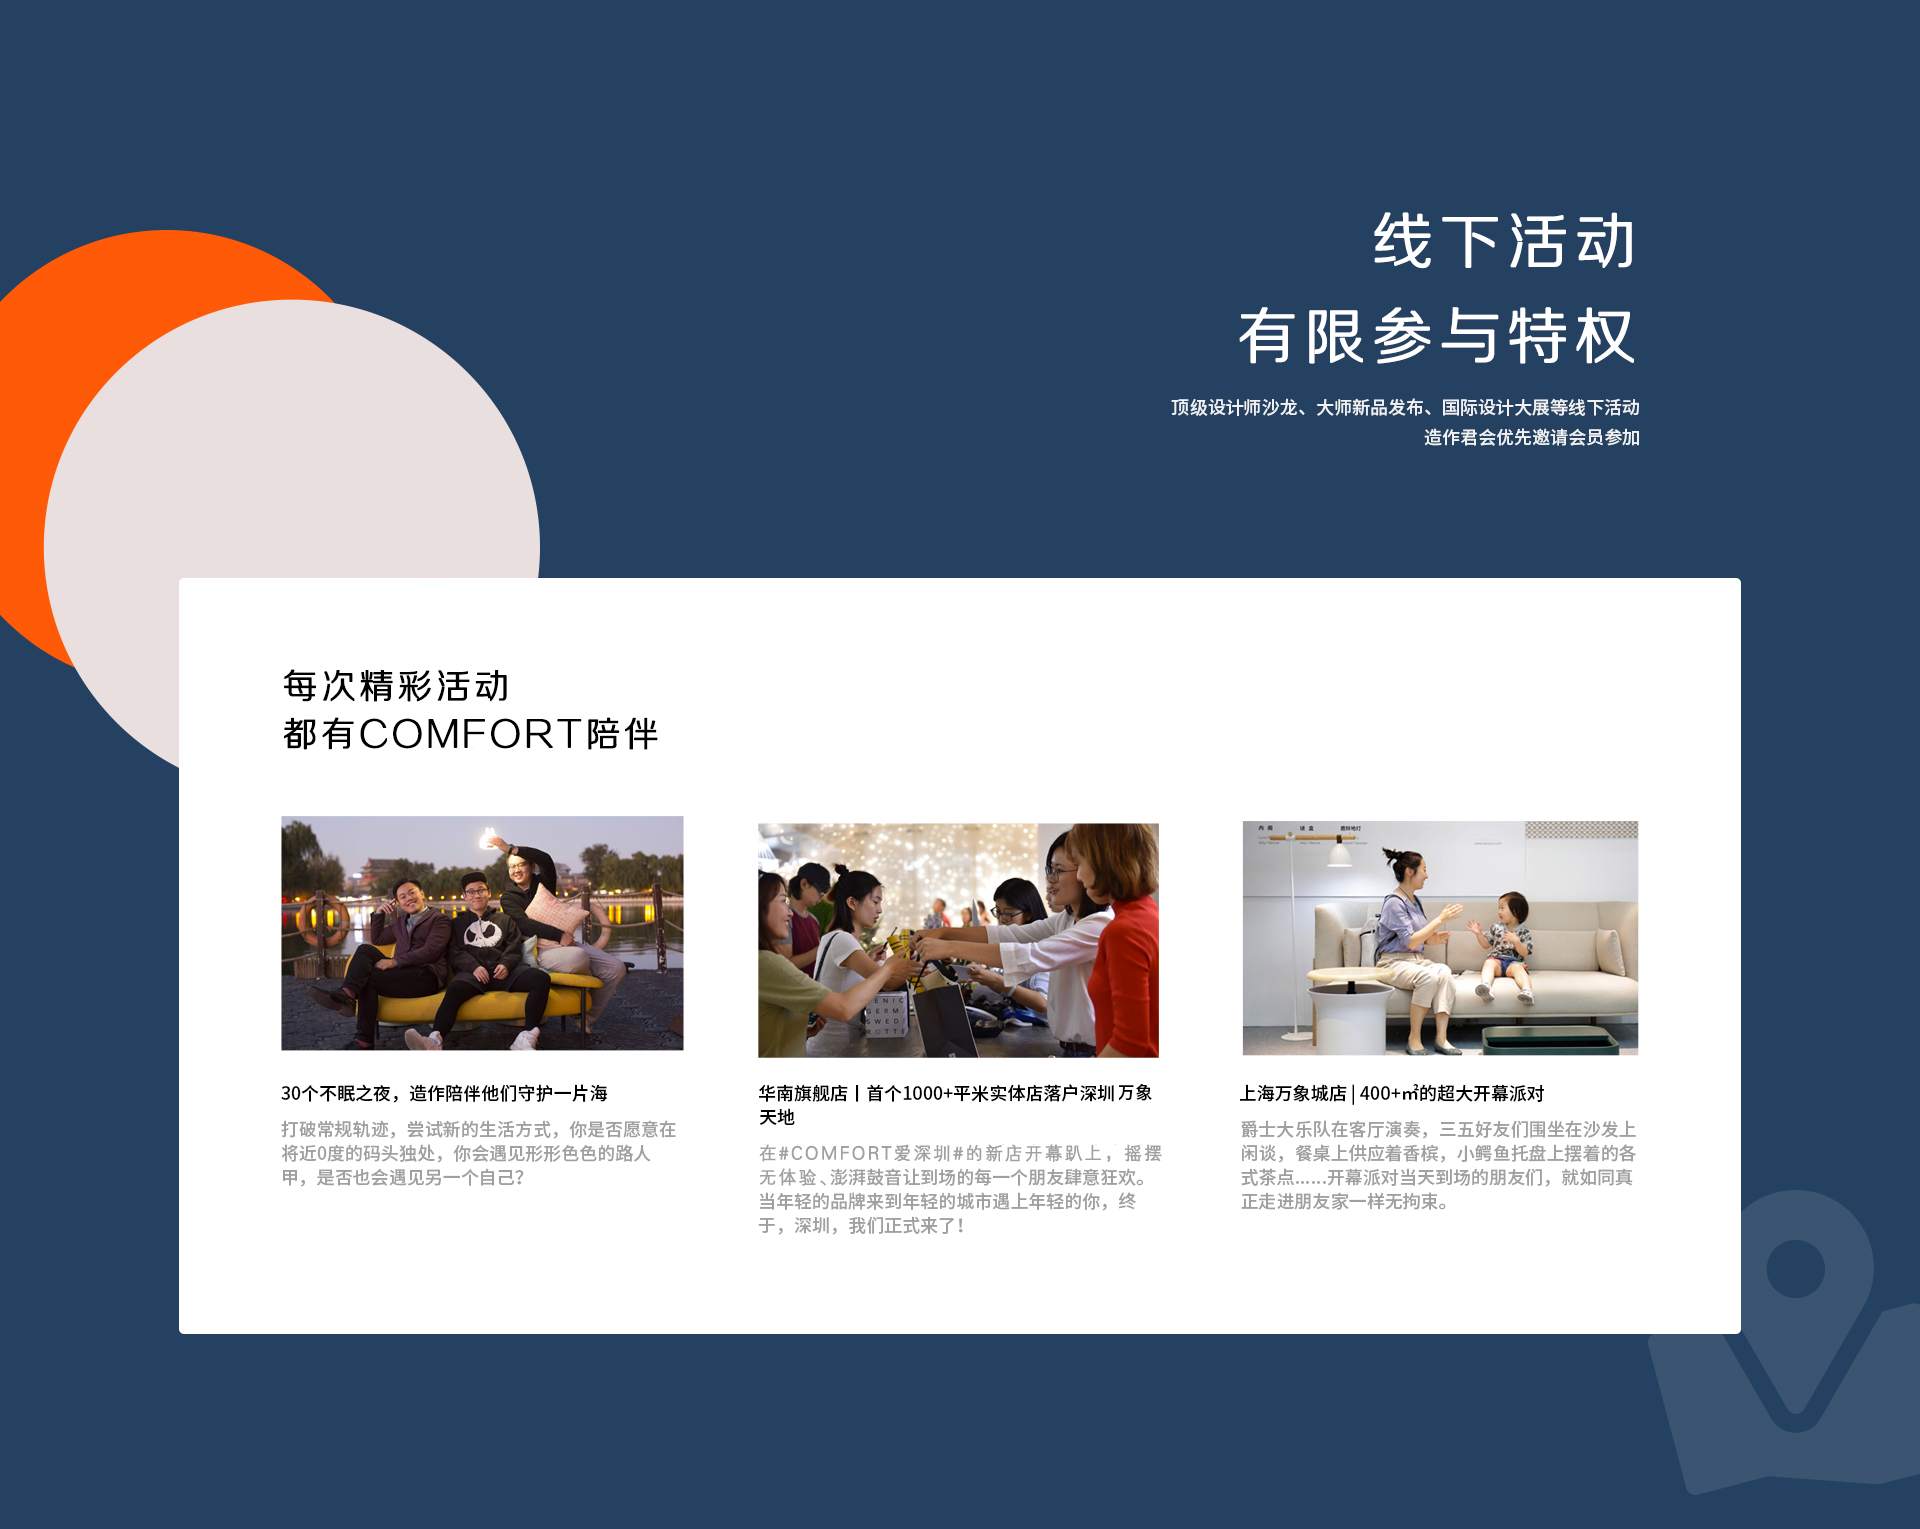 线下活动
有限参与特权
顶级设计师沙龙、大师新品发布、国际设计大展等线下活动
造作君会优先邀请会员参加
每次精彩活动
都有COMFORT陪伴
30个不眠之夜，造作陪伴他们守护一片海
打破常规轨迹，尝试新的生活方式，你是否愿意在
将近0度的码头独处，你会遇见形形色色的路人
甲，是否也会遇见另一个自己？
华南旗舰店丨首个1000+平米实体店落户深圳万象
天地
在#COMFORT爱深圳#的新店开幕趴上，摇摆
无体验、澎湃鼓音让到场的每一个朋友肆意狂欢。
当年轻的品牌来到年轻的城市遇上年轻的你，终
于，深圳，我们正式来了！
内阁
谈盒
上海万象城店 | 400+㎡的超大开幕派对
爵士大乐队在客厅演奏，三五好友们围坐在沙发上
闲谈，餐桌上供应着香槟，小鳄鱼托盘上摆着的各
式茶点......开幕派对当天到场的朋友们，就如同真
正走进朋友家一样无拘束。